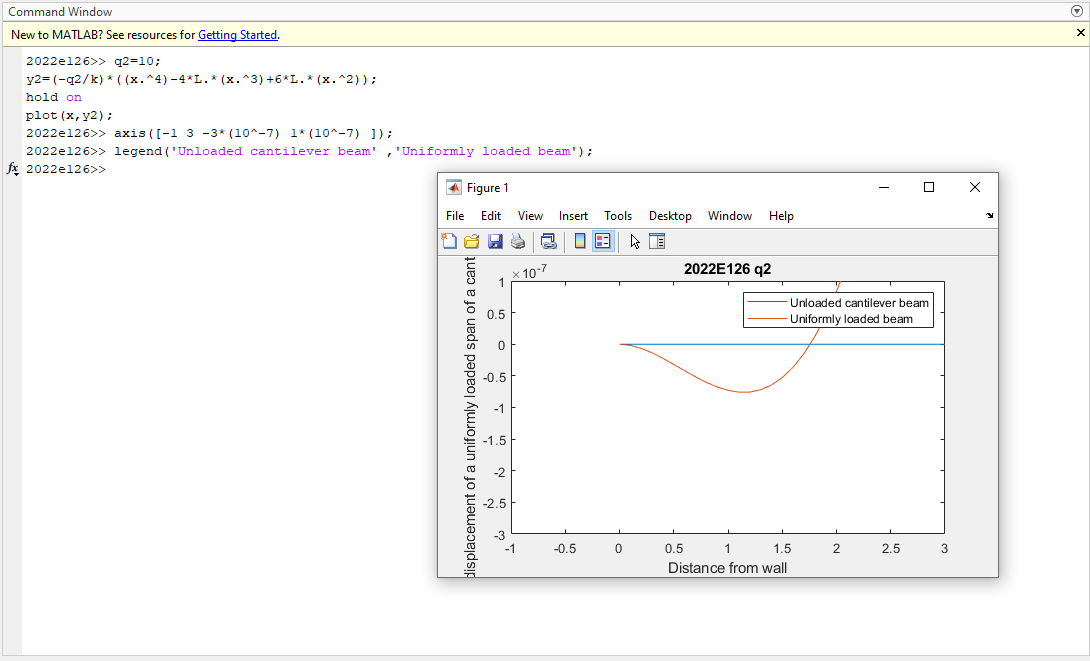 Command Window
New to MATLAB? See resources for Getting Started.
2022e126>> q2=10;
y2=(-q2/k)*((x.^4)-4*L.*(x.^3)+6*L.*(x.^2));
hold on
plot(x,y2);
2022e126>> axis([-1 3 -3*(10^-7) 1*(10^-7) ]);
2022e126>> legend('Unloaded cantilever beam' ,'Uniformly loaded beam');
fx 2022e126>>
Figure 1
File Edit View Insert Tools Desktop Window Help
2022E126 q2
×10^-7
1
0.5
0
-0.5
-1
-1.5
-2
-2.5
-3
displacement of a uniformly loaded span of a cant
Unloaded cantilever beam
Uniformly loaded beam
-1 -0.5 0 0.5 1 1.5 2 2.5 3
Distance from wall